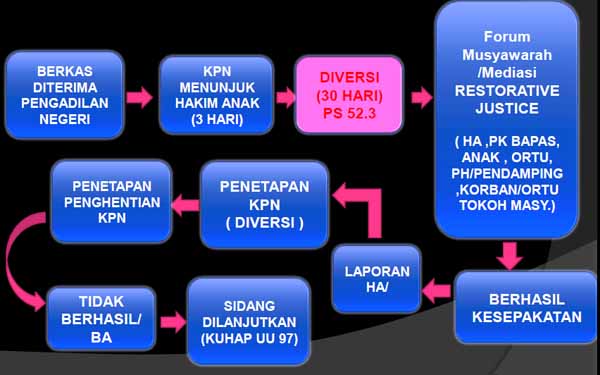 BERKAS
DITERIMA
PENGADILAN
NEGERI
KPN
MENUNJUK
HAKIM ANAK
(3 HARI)
DIVERSI
(30 HARI)
PS 52.3
Forum
Musyawarah
/Mediasi
RESTORATIVE
JUSTICE
( HA ,PK BAPAS,
ANAK , ORTU,
PH/PENDAMPING
,KORBAN/ORTU
TOKOH MASY.)
BERHASIL
KESEPAKATAN
LAPORAN
HA/
PENETAPAN
KPN
( DIVERSI )
PENETAPAN
PENGHENTIAN
KPN
TIDAK
BERHASIL/
BA
SIDANG
DILANJUTKAN
(KUHAP UU 97)